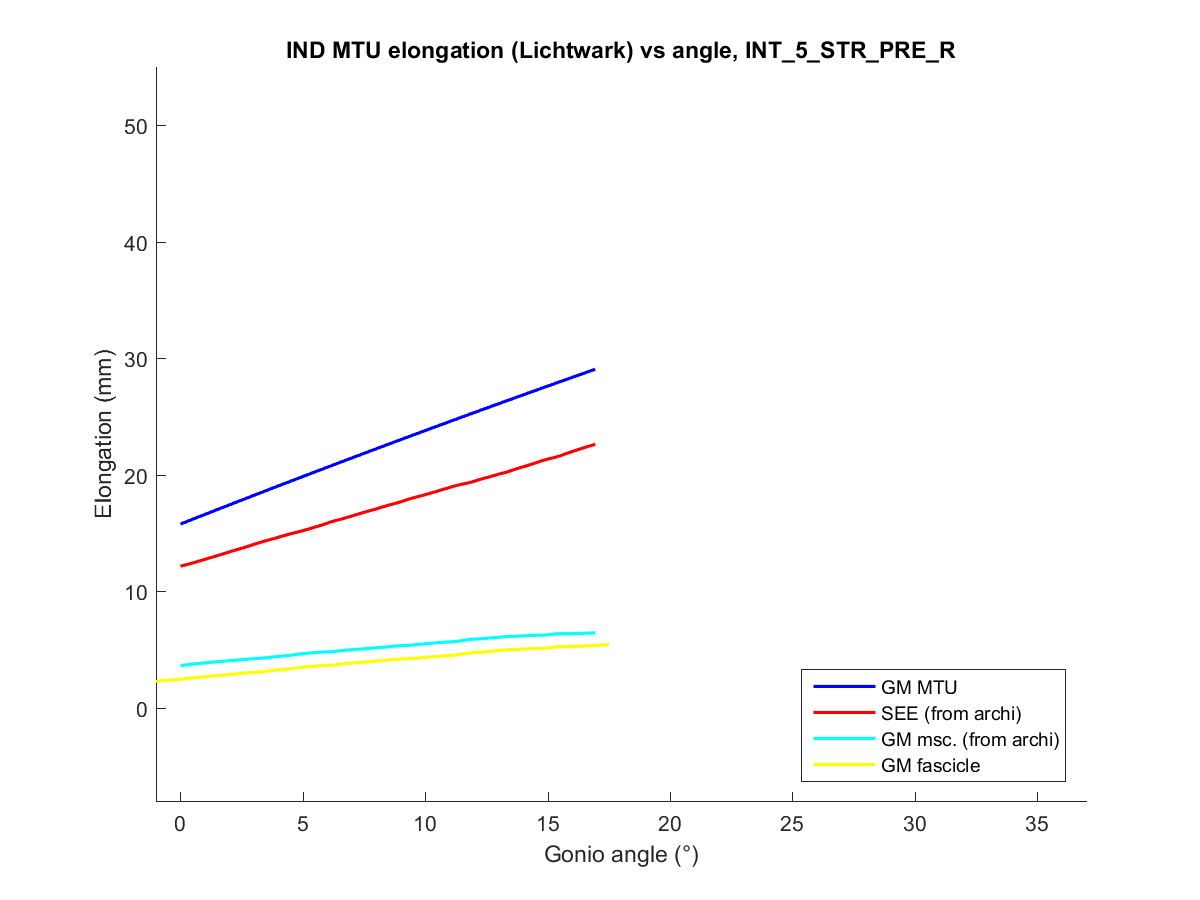 IND MTU elongation (Lichtwark) vs angle, INT_5_STR_PRE_R
50
40
30
20
10
0
Elongation (mm)
GM MTU
SEE (from archi)
GM msc. (from archi)
GM fascicle
0 5 10 15 20 25 30 35
Gonio angle (°)